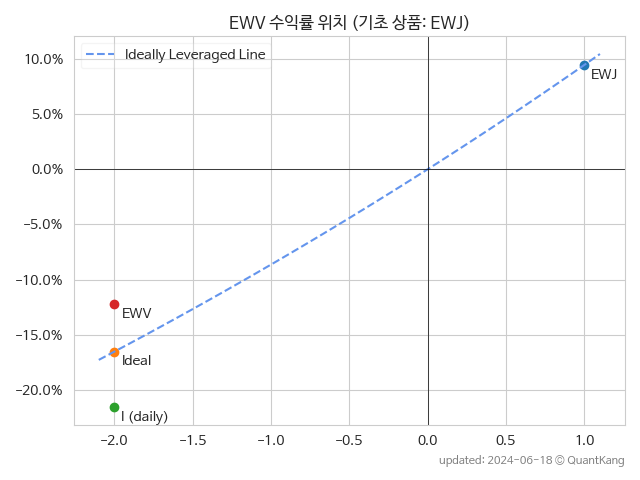 EWV 수익률 위치 (기초 상품: EWJ)
Ideally Leveraged Line
10.0%
5.0%
0.0%
−5.0%
−10.0%
−15.0%
−20.0%
EWJ
EWV
Ideal
I (daily)
−2.0
−1.5
−1.0
−0.5
0.0
0.5
1.0
updated: 2024-06-18 © QuantKang